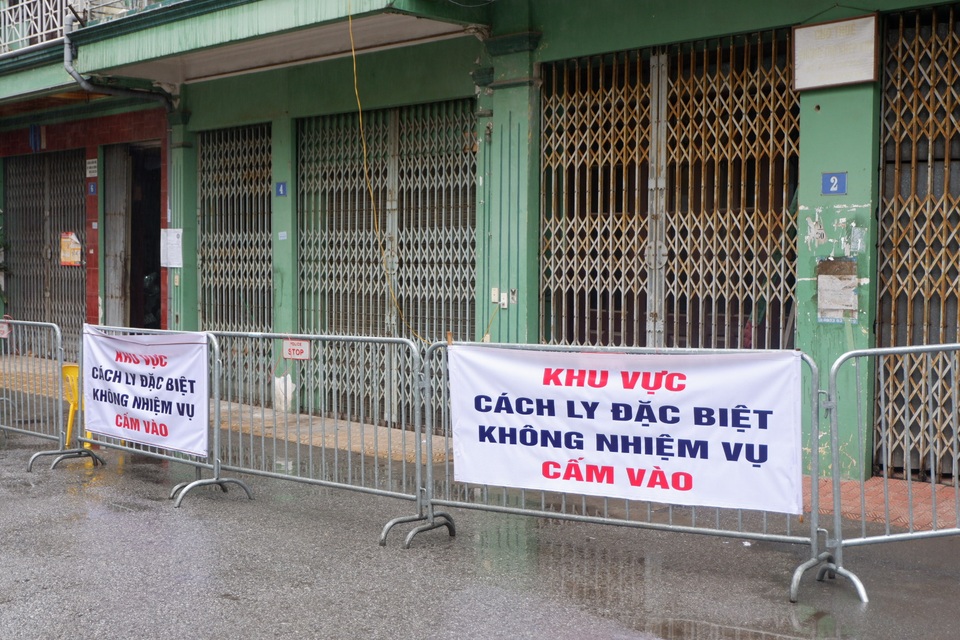 KHU VỰC
CÁCH LY ĐẶC BIỆT
KHÔNG NHIỆM VỤ
CẤM VÀO
STOP
4
2
KHU VỰC
CÁCH LY ĐẶC BIỆT
KHÔNG NHIỆM VỤ
CẤM VÀO